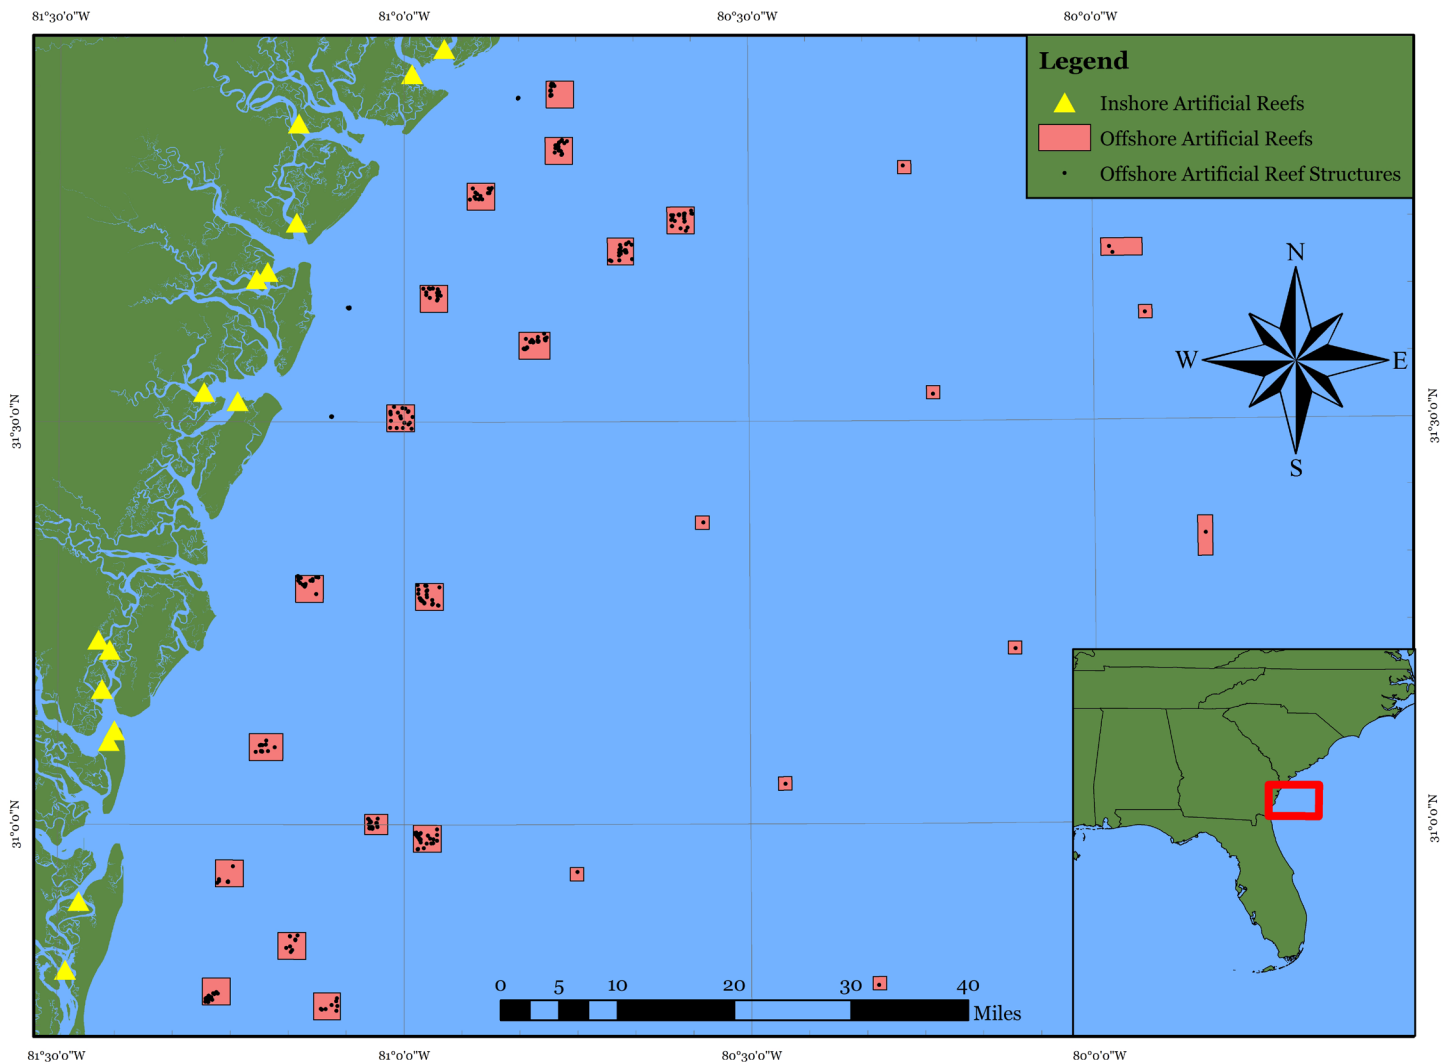 81°30'0"W 81°0'0"W 80°30'0"W 80°0'0"W
Legend
Inshore Artificial Reefs
Offshore Artificial Reefs
Offshore Artificial Reef Structures
N
W E
S
31°30'0"N 31°30'0"N
31°0'0"N 31°0'0"N
0 5 10 20 30 40
Miles
81°30'0"W 81°0'0"W 80°30'0"W 80°0'0"W